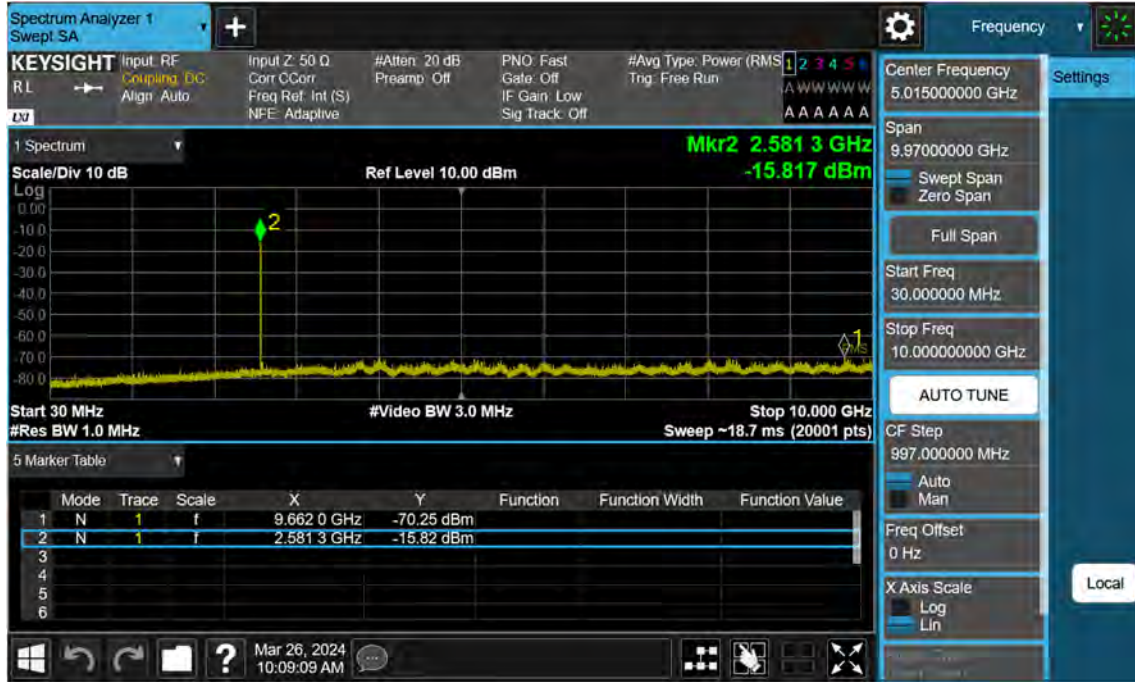 Spectrum Analyzer 1
Swept SA
Frequency
KEYSIGHT
RL
LXI
Input: RF
Coupling: DC
Align: Auto
Input Z: 50 Ω
Corr CCorr
Freq Ref: Int (S)
NFE: Adaptive
#Atten: 20 dB
Preamp: Off
PNO: Fast
Gate: Off
IF Gain: Low
Sig Track: Off
#Avg Type: Power (RMS
Trig: Free Run
1 2 3 4 5 6
A W W W W W
A A A A A A
1 Spectrum
Scale/Div 10 dB
Ref Level 10.00 dBm
Mkr2 2.581 3 GHz
-15.817 dBm
Log
0.00
-10.0
-20.0
-30.0
-40.0
-50.0
-60.0
-70.0
-80.0
2
1
RMS
Start 30 MHz
#Video BW 3.0 MHz
Stop 10.000 GHz
#Res BW 1.0 MHz
Sweep ~18.7 ms (20001 pts)
5 Marker Table
Mode Trace Scale X Y Function Function Width Function Value
1 N 1 f 9.662 0 GHz -70.25 dBm
2 N 1 f 2.581 3 GHz -15.82 dBm
3
4
5
6
Mar 26, 2024
10:09:09 AM
Center Frequency
5.015000000 GHz
Span
9.97000000 GHz
Swept Span
Zero Span
Full Span
Start Freq
30.000000 MHz
Stop Freq
10.000000000 GHz
AUTO TUNE
CF Step
997.000000 MHz
Auto
Man
Freq Offset
0 Hz
X Axis Scale
Log
Lin
Settings
Local